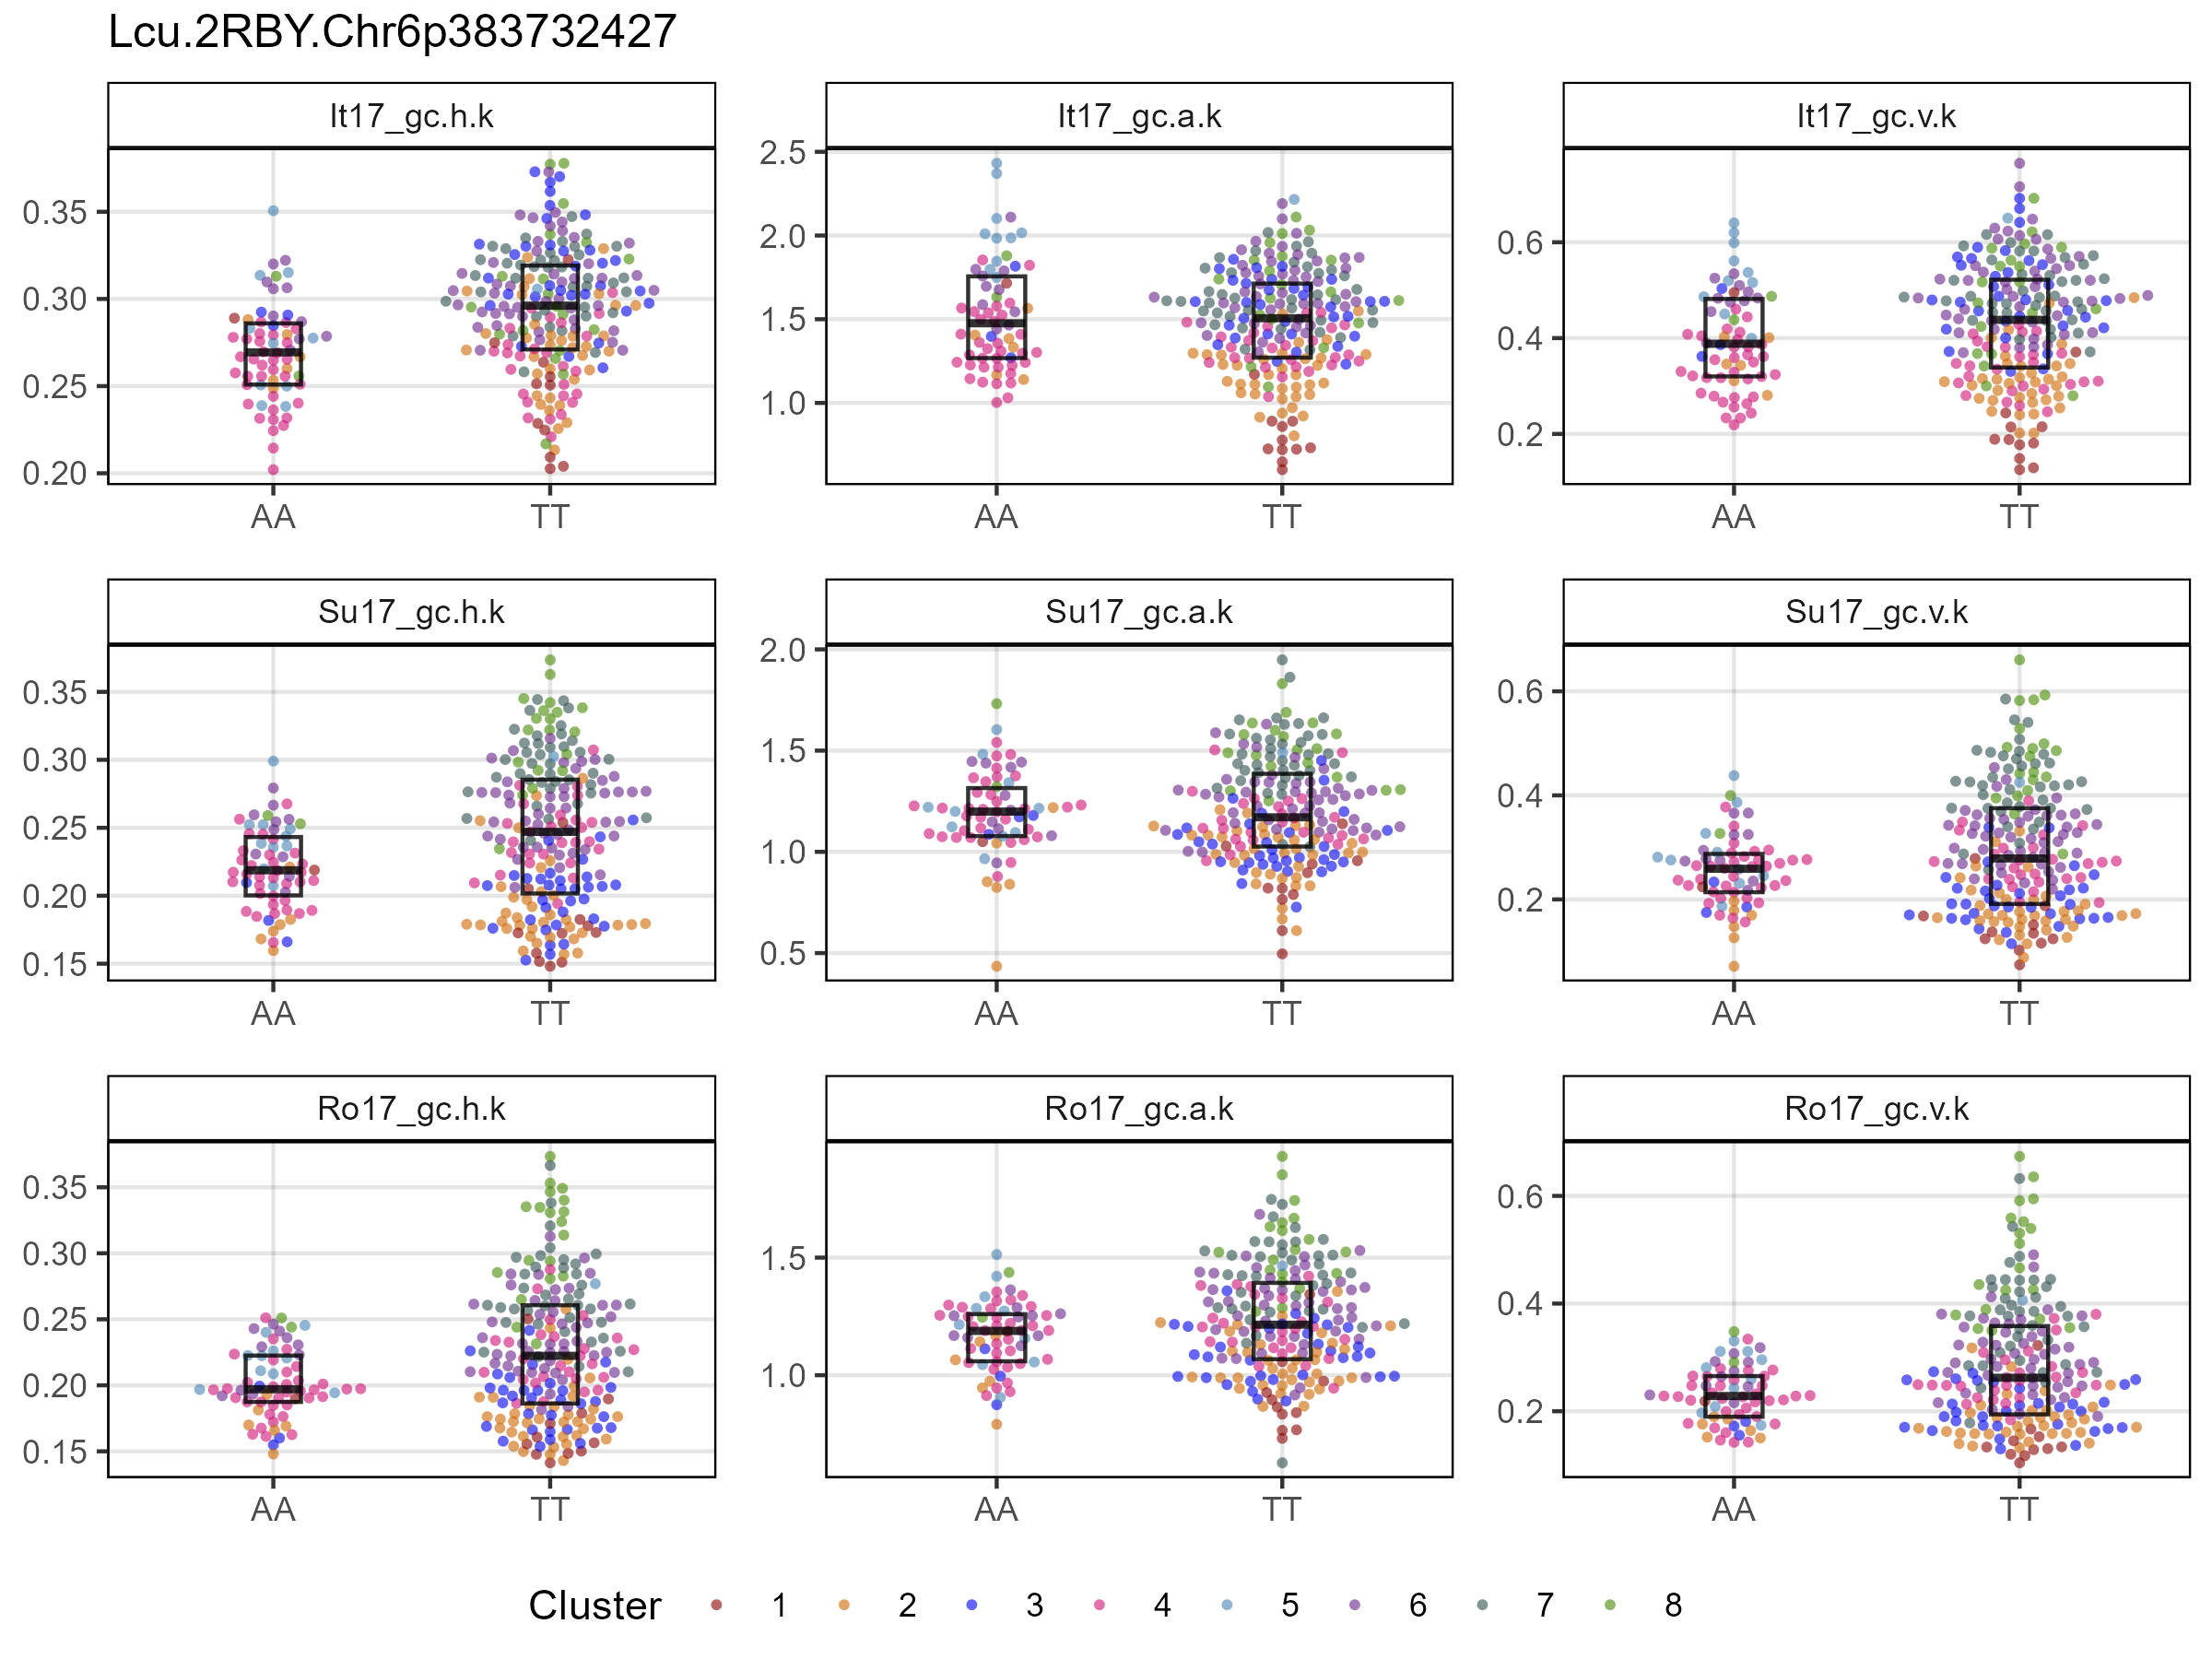 Lcu.2RBY.Chr6p383732427
It17_gc.h.k
It17_gc.a.k
It17_gc.v.k
0.35
0.30
0.25
0.20
AA
TT
2.5
2.0
1.5
1.0
AA
TT
0.6
0.4
0.2
AA
TT
Su17_gc.h.k
Su17_gc.a.k
Su17_gc.v.k
0.35
0.30
0.25
0.20
0.15
AA
TT
2.0
1.5
1.0
0.5
AA
TT
0.6
0.4
0.2
AA
TT
Ro17_gc.h.k
Ro17_gc.a.k
Ro17_gc.v.k
0.35
0.30
0.25
0.20
0.15
AA
TT
1.5
1.0
AA
TT
0.6
0.4
0.2
AA
TT
Cluster 1 2 3 4 5 6 7 8